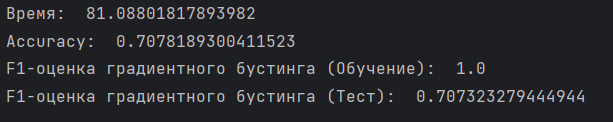 Время:  81.08801817893982
Accuracy:  0.7078189300411523
F1-оценка градиентного бустинга (Обучение):  1.0
F1-оценка градиентного бустинга (Тест):  0.707323279444944